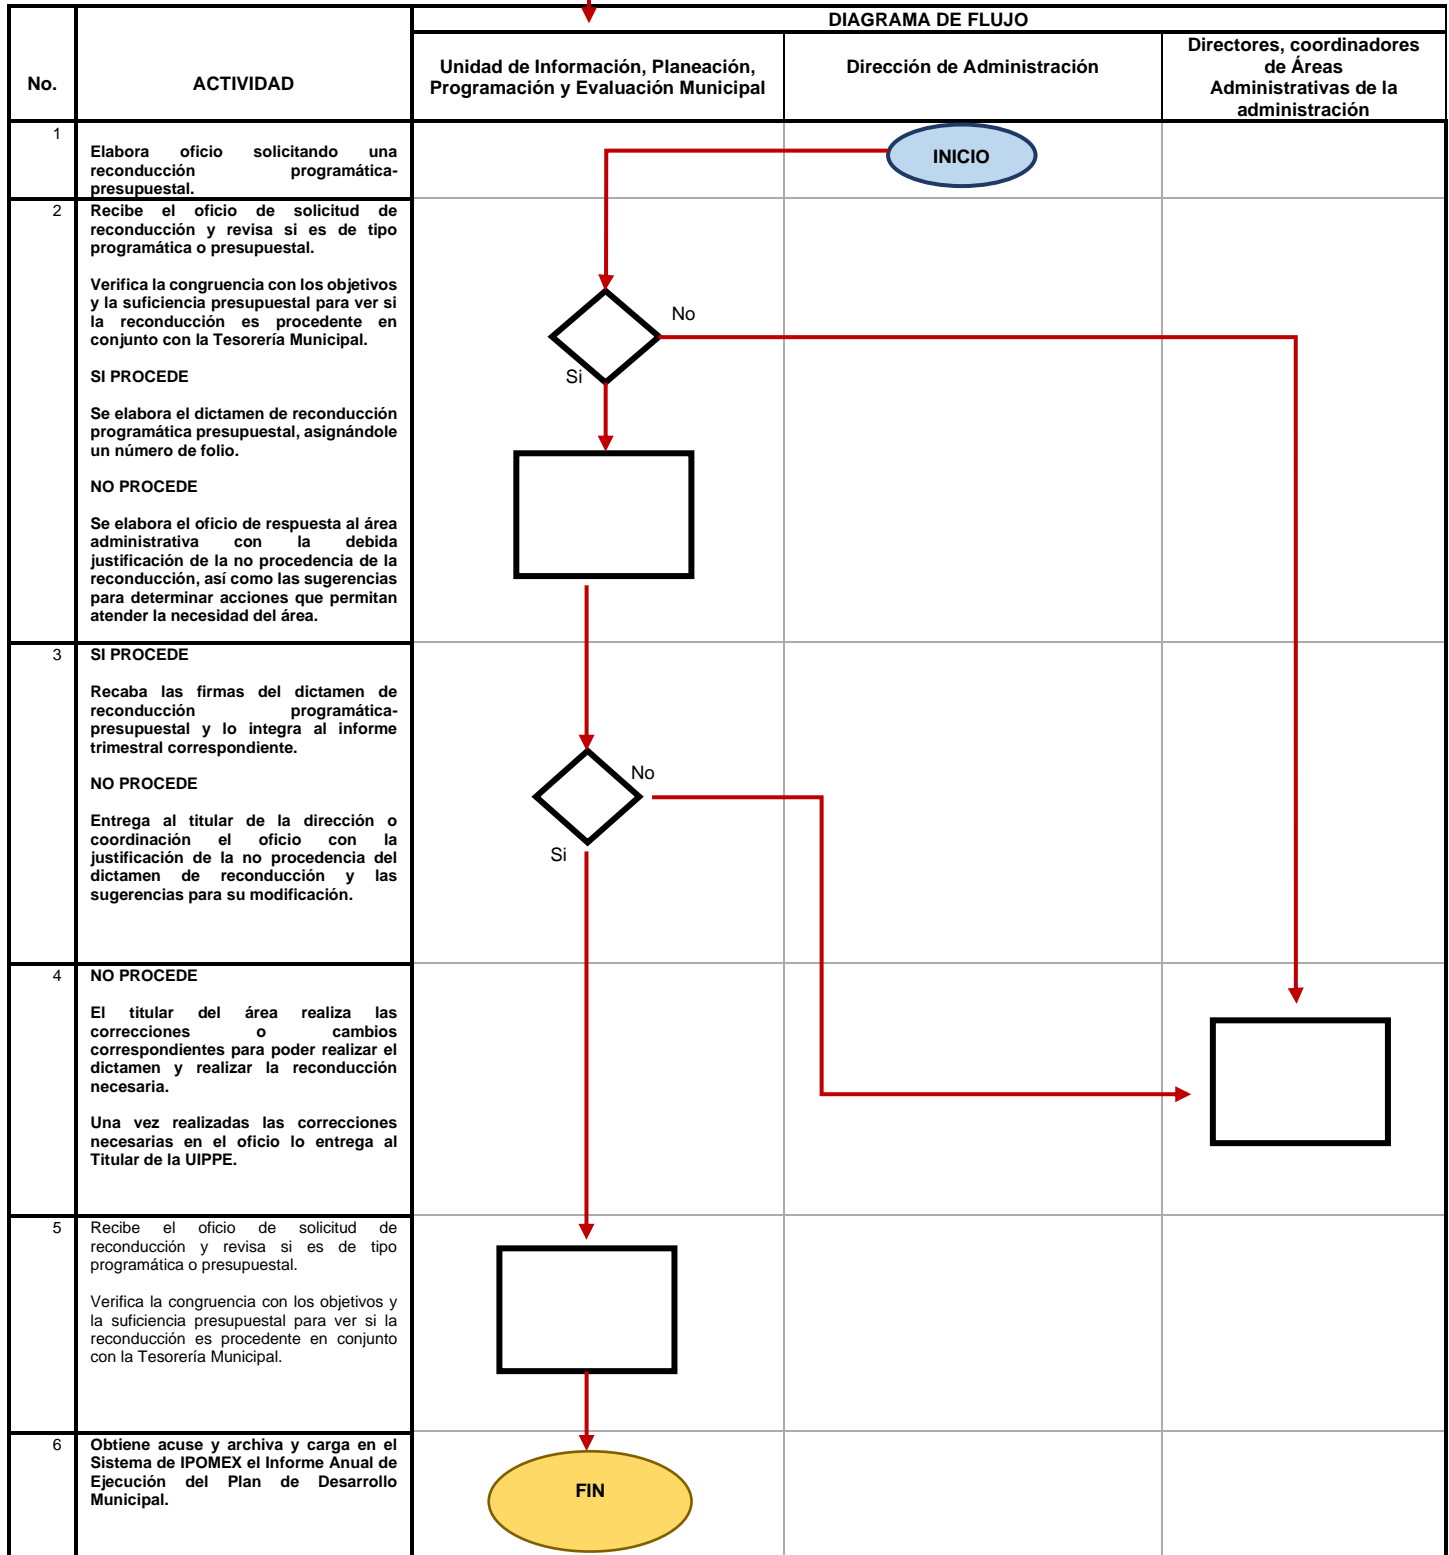 DIAGRAMA DE FLUJO
No.
ACTIVIDAD
Unidad de Información, Planeación,
Programación y Evaluación Municipal
Dirección de Administración
Directores, coordinadores
de Áreas
Administrativas de la
administración
1
Elabora oficio solicitando una
reconducción programática-
presupuestal.
INICIO
2
Recibe el oficio de solicitud de
reconducción y revisa si es de tipo
programática o presupuestal.
Verifica la congruencia con los objetivos
y la suficiencia presupuestal para ver si
la reconducción es procedente en
conjunto con la Tesorería Municipal.
SI PROCEDE
Se elabora el dictamen de reconducción
programática presupuestal, asignándole
un número de folio.
NO PROCEDE
Se elabora el oficio de respuesta al área
administrativa con la debida
justificación de la no procedencia de la
reconducción, así como las sugerencias
para determinar acciones que permitan
atender la necesidad del área.
No
Si
3
SI PROCEDE
Recaba las firmas del dictamen de
reconducción programática-
presupuestal y lo integra al informe
trimestral correspondiente.
NO PROCEDE
Entrega al titular de la dirección o
coordinación el oficio con la
justificación de la no procedencia del
dictamen de reconducción y las
sugerencias para su modificación.
No
Si
4
NO PROCEDE
El titular del área realiza las
correcciones o cambios
correspondientes para poder realizar el
dictamen y realizar la reconducción
necesaria.
Una vez realizadas las correcciones
necesarias en el oficio lo entrega al
Titular de la UIPPE.
5
Recibe el oficio de solicitud de
reconducción y revisa si es de tipo
programática o presupuestal.
Verifica la congruencia con los objetivos y
la suficiencia presupuestal para ver si la
reconducción es procedente en conjunto
con la Tesorería Municipal.
6
Obtiene acuse y archiva y carga en el
Sistema de IPOMEX el Informe Anual de
Ejecución del Plan de Desarrollo
Municipal.
FIN